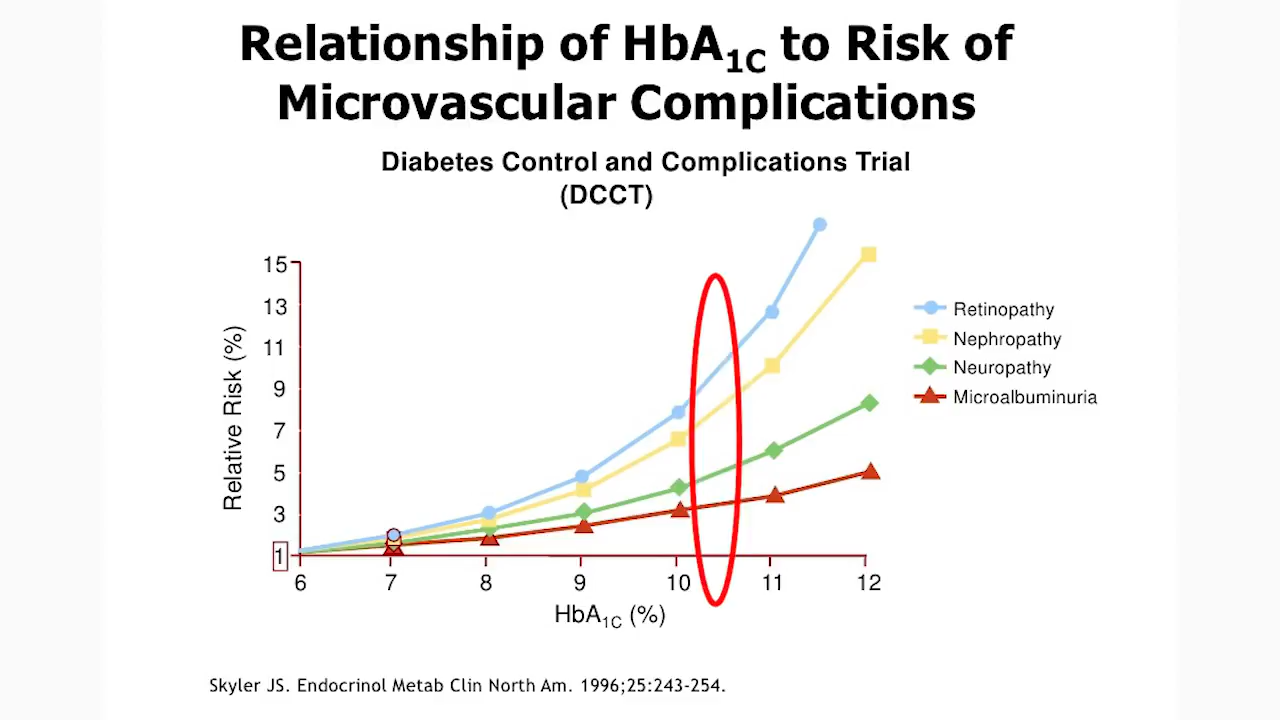 Relationship of HbA1C to Risk of
Microvascular Complications
Diabetes Control and Complications Trial
(DCCT)
15
13
11
9
7
5
3
1
Relative Risk (%)
6 7 8 9 10 11 12
HbA1C (%)
Retinopathy
Nephropathy
Neuropathy
Microalbuminuria
Skyler JS. Endocrinol Metab Clin North Am. 1996;25:243-254.